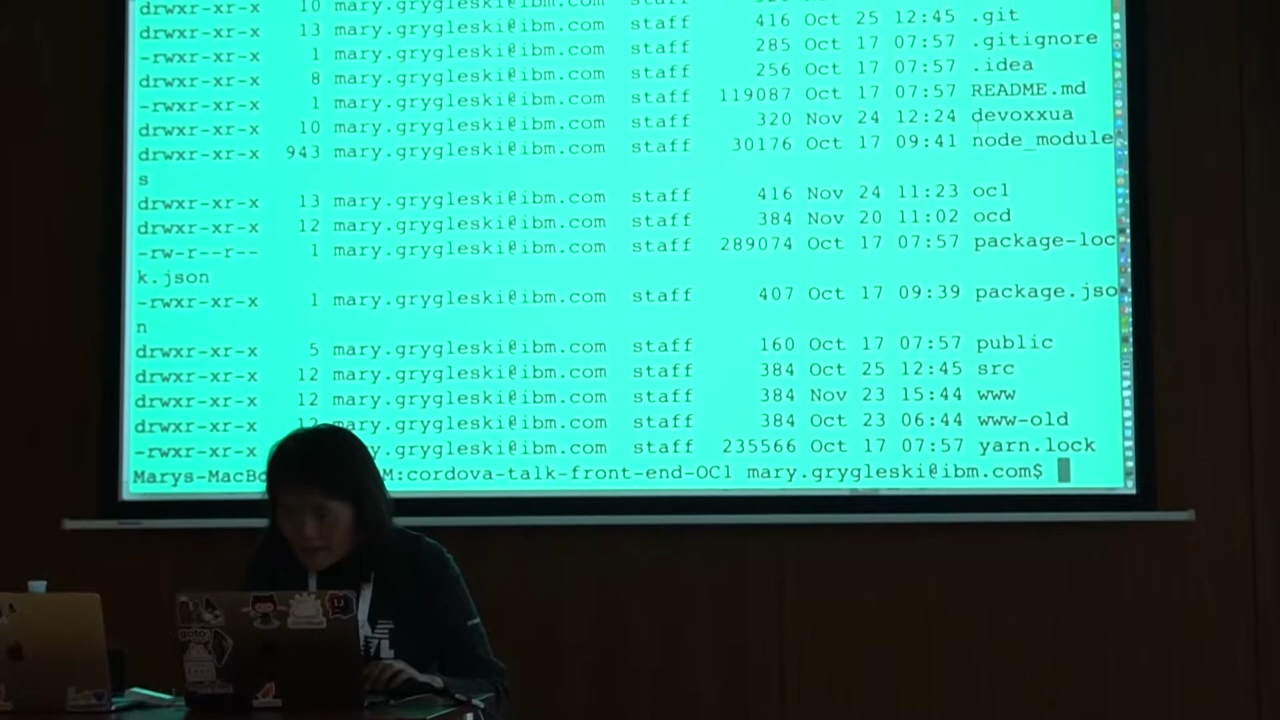 drwxr-xr-x 10 mary.grygleski@ibm.com
drwxr-xr-x 13 mary.grygleski@ibm.com staff 416 Oct 25 12:45 .git
-rwxr-xr-x 1 mary.grygleski@ibm.com staff 285 Oct 17 07:57 .gitignore
drwxr-xr-x 8 mary.grygleski@ibm.com staff 256 Oct 17 07:57 .idea
-rwxr-xr-x 1 mary.grygleski@ibm.com staff 119087 Oct 17 07:57 README.md
drwxr-xr-x 10 mary.grygleski@ibm.com staff 320 Nov 24 12:24 devoxxua
drwxr-xr-x 943 mary.grygleski@ibm.com staff 30176 Oct 17 09:41 node_module
s
drwxr-xr-x 13 mary.grygleski@ibm.com staff 416 Nov 24 11:23 oc1
drwxr-xr-x 12 mary.grygleski@ibm.com staff 384 Nov 20 11:02 ocd
-rw-r--r-- 1 mary.grygleski@ibm.com staff 289074 Oct 17 07:57 package-loc
k.json
-rwxr-xr-x 1 mary.grygleski@ibm.com staff 407 Oct 17 09:39 package.jso
n
drwxr-xr-x 5 mary.grygleski@ibm.com staff 160 Oct 17 07:57 public
drwxr-xr-x 12 mary.grygleski@ibm.com staff 384 Oct 25 12:45 src
drwxr-xr-x 12 mary.grygleski@ibm.com staff 384 Nov 23 15:44 www
drwxr-xr-x 12 mary.grygleski@ibm.com staff 384 Oct 23 06:44 www-old
-rwxr-xr-x ry.grygleski@ibm.com staff 235566 Oct 17 07:57 yarn.lock
Marys-MacBo M:cordova-talk-front-end-OC1 mary.grygleski@ibm.com$
goto;